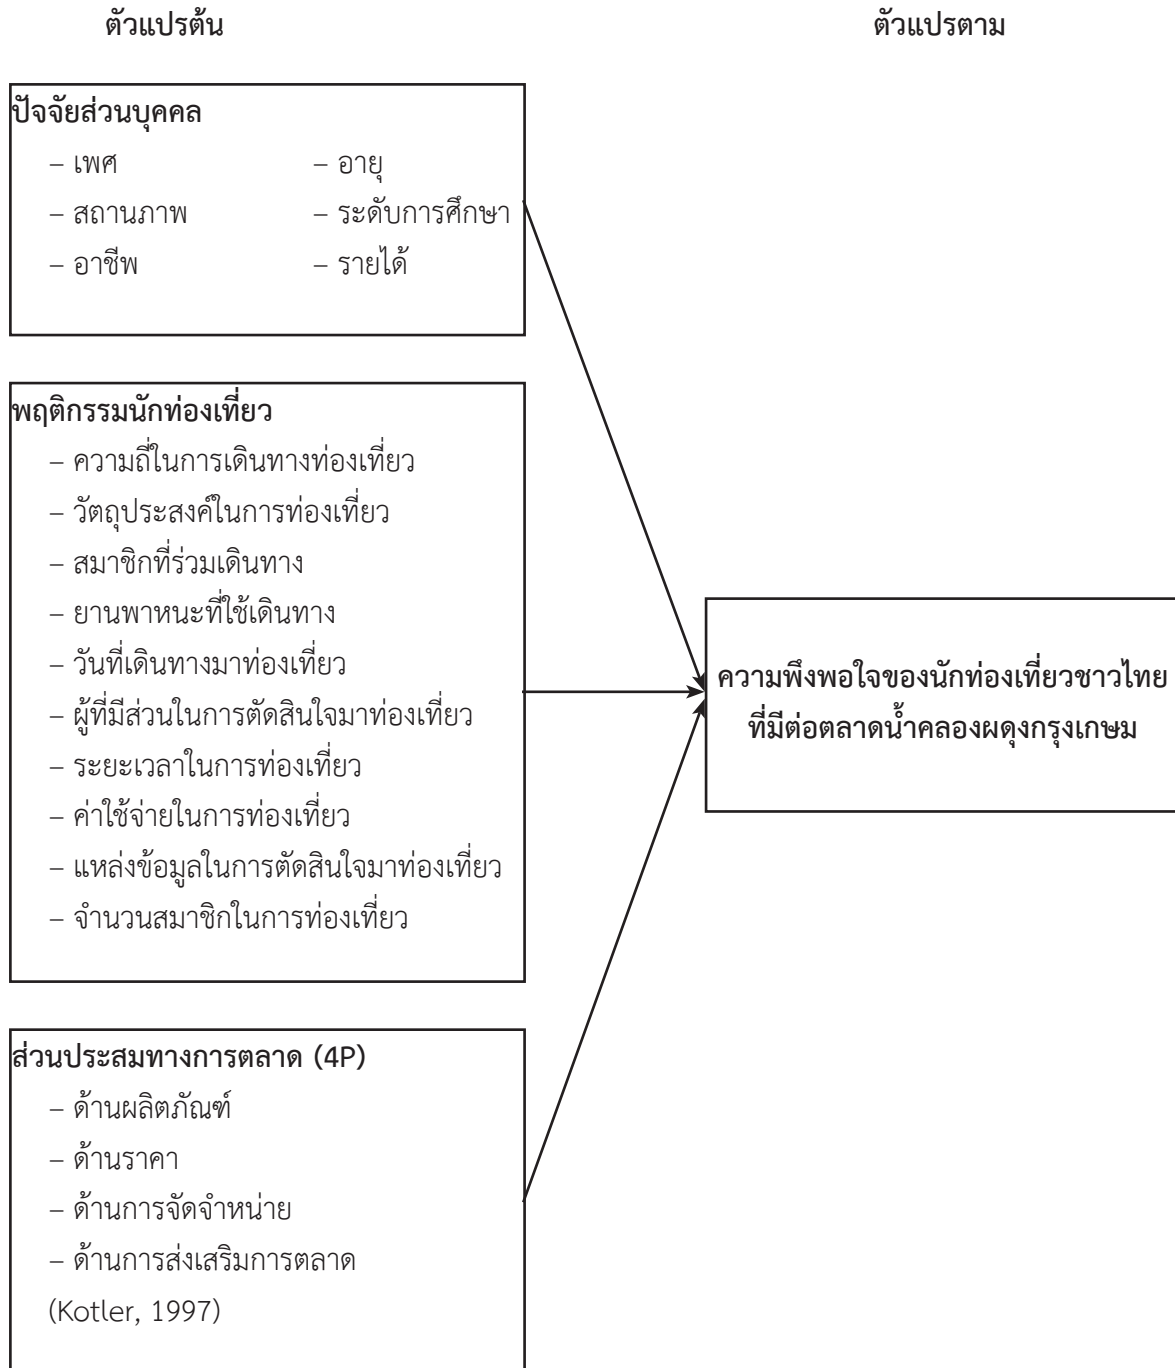 ตัวแปรต้น ตัวแปรตาม
ปัจจัยส่วนบุคคล
– เพศ – อายุ
– สถานภาพ – ระดับการศึกษา
– อาชีพ – รายได้
พฤติกรรมนักท่องเที่ยว
– ความถี่ในการเดินทางท่องเที่ยว
– วัตถุประสงค์ในการท่องเที่ยว
– สมาชิกที่ร่วมเดินทาง
– ยานพาหนะที่ใช้เดินทาง
– วันที่เดินทางมาท่องเที่ยว
– ผู้ที่มีส่วนในการตัดสินใจมาท่องเที่ยว
– ระยะเวลาในการท่องเที่ยว
– ค่าใช้จ่ายในการท่องเที่ยว
– แหล่งข้อมูลในการตัดสินใจมาท่องเที่ยว
– จำนวนสมาชิกในการท่องเที่ยว
ส่วนประสมทางการตลาด (4P)
– ด้านผลิตภัณฑ์
– ด้านราคา
– ด้านการจัดจำหน่าย
– ด้านการส่งเสริมการตลาด
(Kotler, 1997)
ความพึงพอใจของนักท่องเที่ยวชาวไทย
ที่มีต่อตลาดน้ำคลองผดุงกรุงเกษม